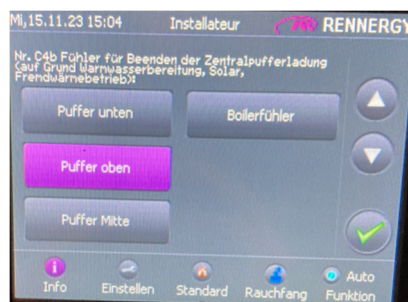 Mi,15.11.23 15:04 Installateur RENNERGY
Nr. C4b Fühler für Beenden der Zentralpufferladung
(auf Grund Warmwasserbereitung, Solar,
Fremdwärmebetrieb):
Puffer unten Boilerfühler
Puffer oben
Puffer Mitte
Info Einstellen Standard Rauchfang Auto
Funktion